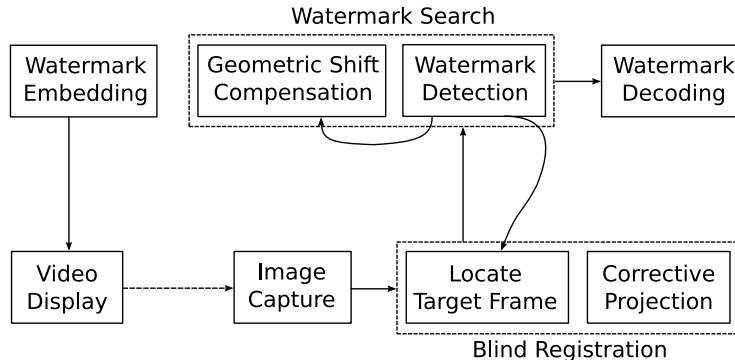 Watermark Search
Watermark
Embedding
Geometric Shift
Compensation
Watermark
Detection
Watermark
Decoding
Video
Display
Image
Capture
Locate
Target Frame
Corrective
Projection
Blind Registration